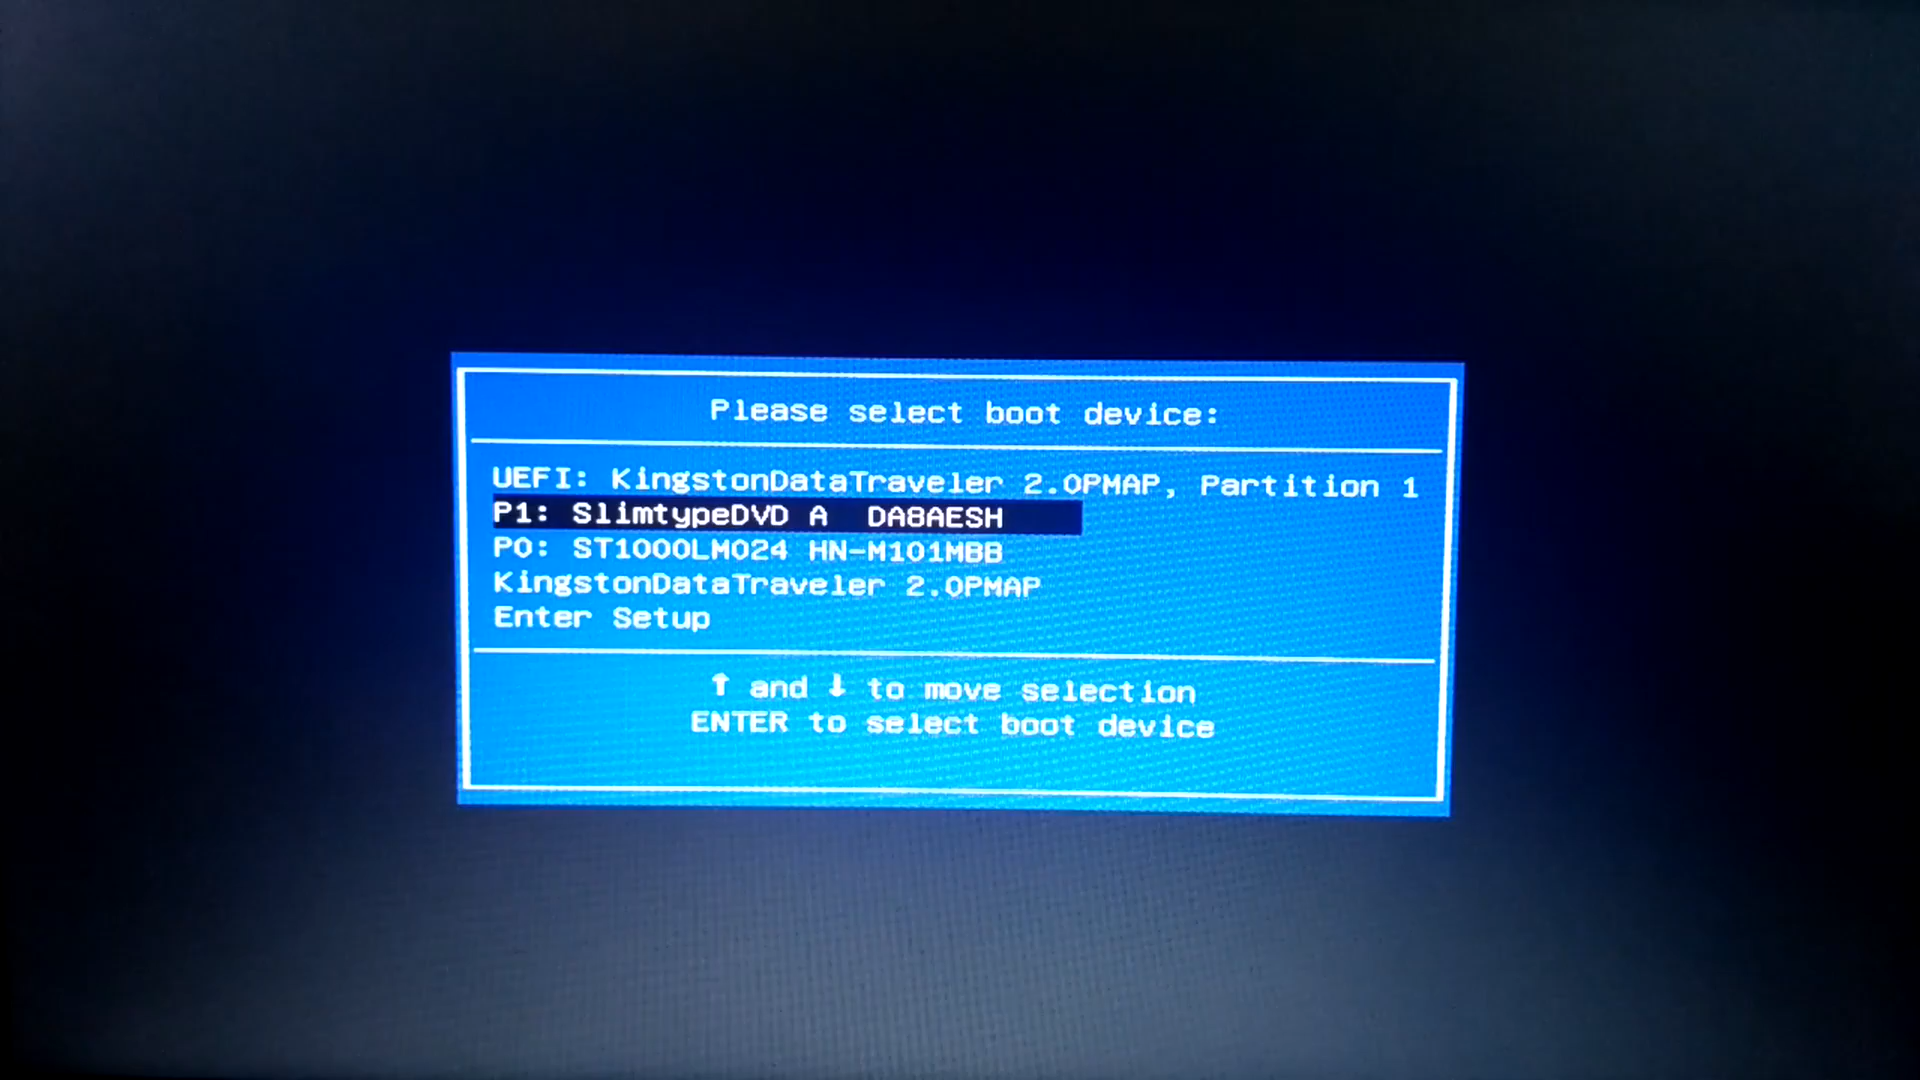 Please select boot device:
UEFI: KingstonDataTraveler 2.0PMAP, Partition 1
P1: SlimtypeDVD A  DA8AESH
P0: ST1000LM024 HN-M101MBB
KingstonDataTraveler 2.0PMAP
Enter Setup
↑ and ↓ to move selection
ENTER to select boot device